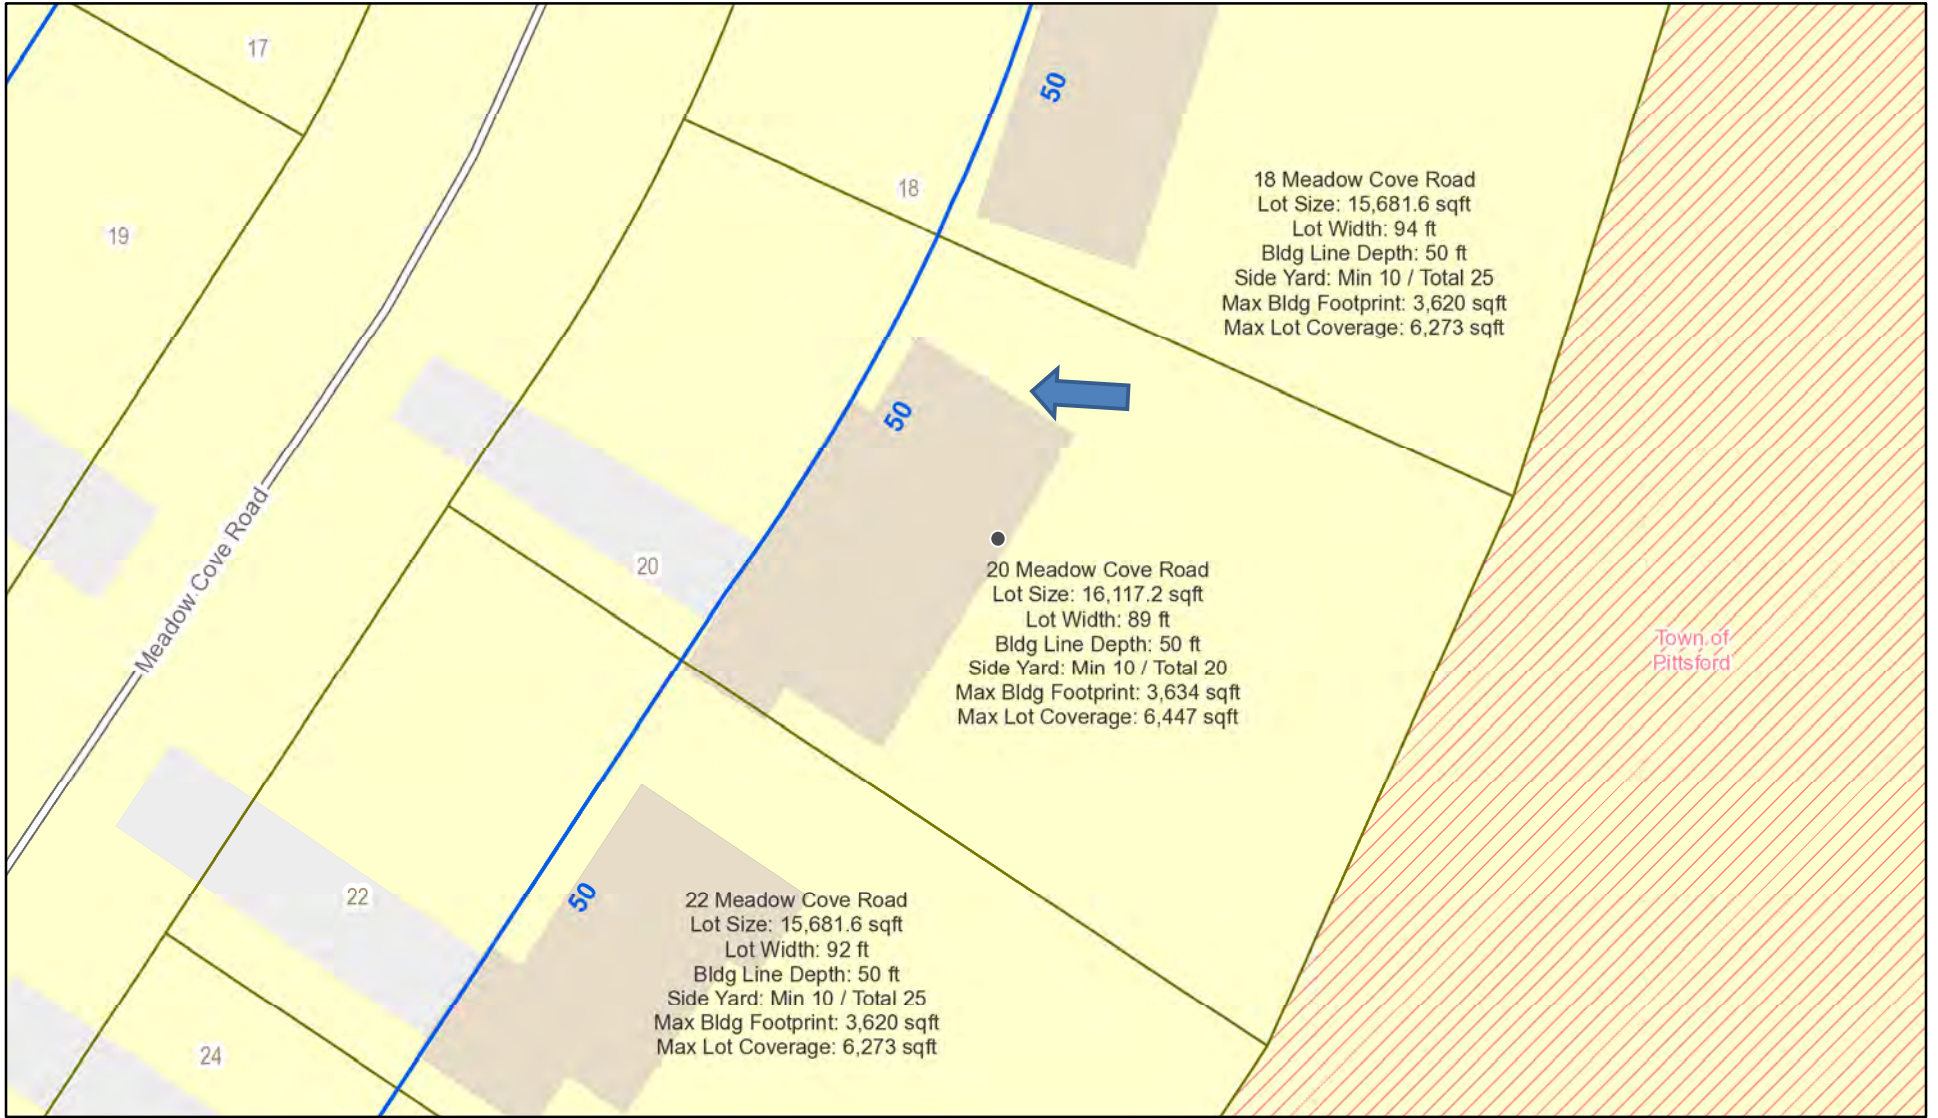 17
50
18
18 Meadow Cove Road
Lot Size: 15,681.6 sqft
Lot Width: 94 ft
Bldg Line Depth: 50 ft
Side Yard: Min 10 / Total 25
Max Bldg Footprint: 3,620 sqft
Max Lot Coverage: 6,273 sqft
19
50
Meadow Cove Road
20
20 Meadow Cove Road
Lot Size: 16,117.2 sqft
Lot Width: 89 ft
Bldg Line Depth: 50 ft
Side Yard: Min 10 / Total 20
Max Bldg Footprint: 3,634 sqft
Max Lot Coverage: 6,447 sqft
Town of
Pittsford
22
50
22 Meadow Cove Road
Lot Size: 15,681.6 sqft
Lot Width: 92 ft
Bldg Line Depth: 50 ft
Side Yard: Min 10 / Total 25
Max Bldg Footprint: 3,620 sqft
Max Lot Coverage: 6,273 sqft
24